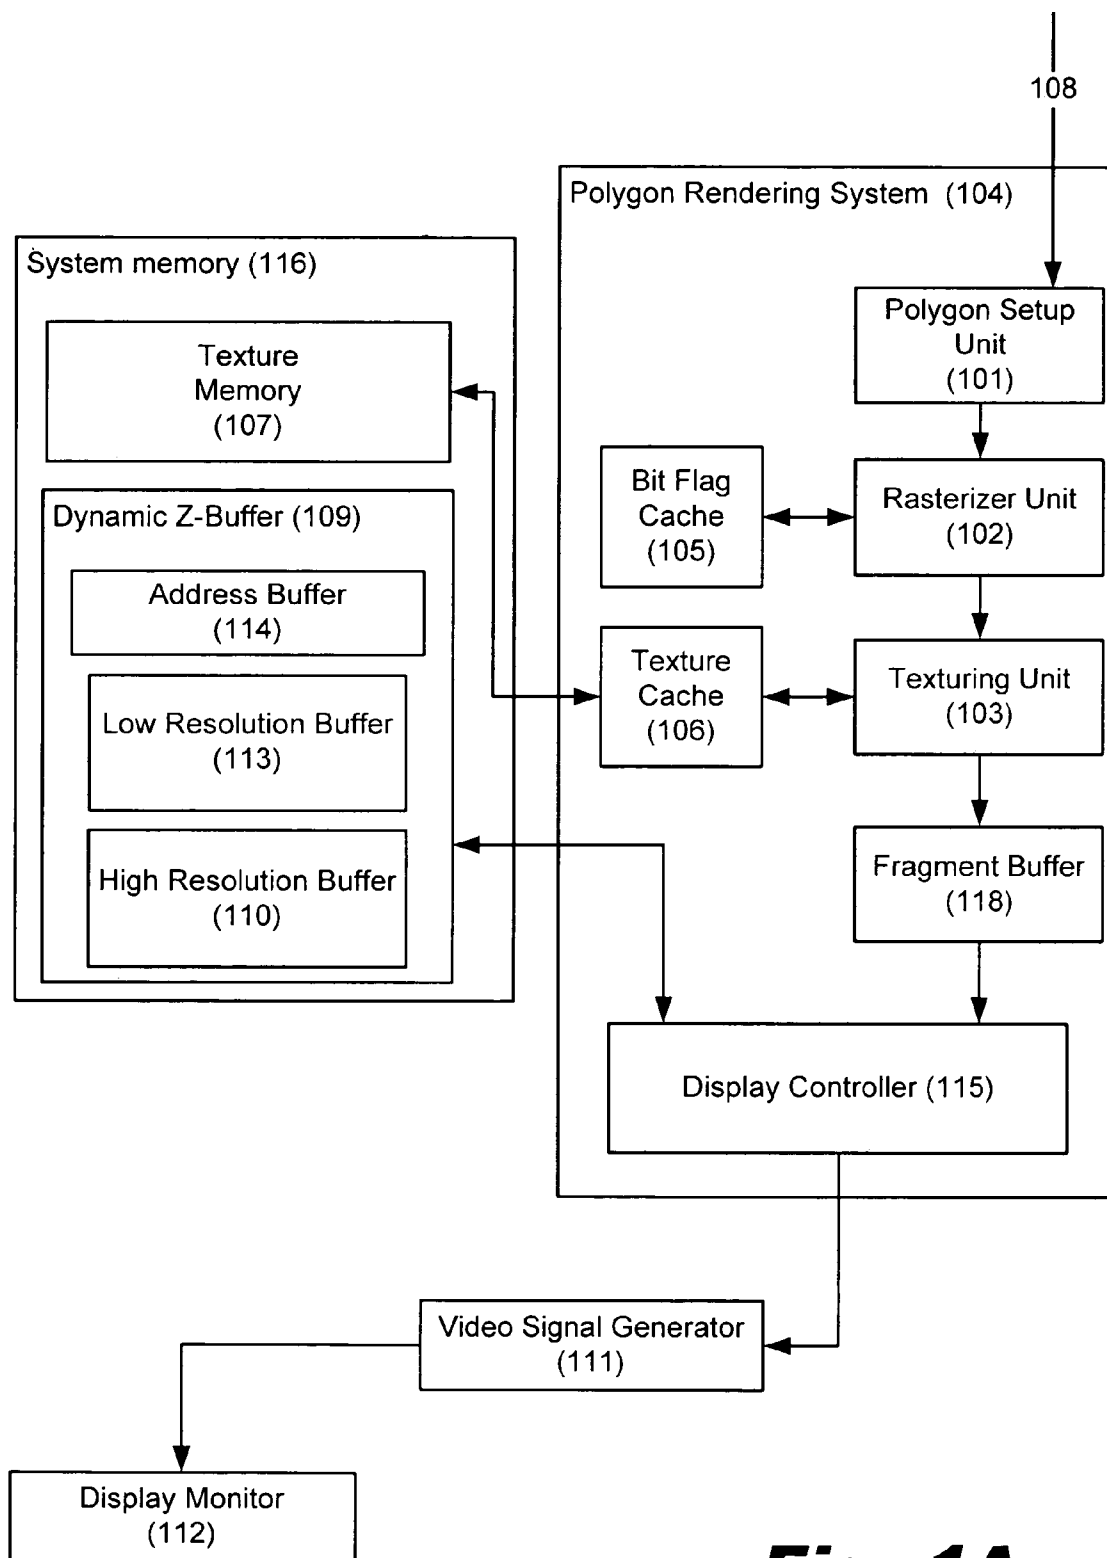 108
Polygon Rendering System (104)
System memory (116)
Polygon Setup
Unit
(101)
Texture
Memory
(107)
Bit Flag
Cache
(105)
Rasterizer Unit
(102)
Dynamic Z-Buffer (109)
Address Buffer
(114)
Texture
Cache
(106)
Texturing Unit
(103)
Low Resolution Buffer
(113)
High Resolution Buffer
(110)
Fragment Buffer
(118)
Display Controller (115)
Video Signal Generator
(111)
Display Monitor
(112)
Fig. 1A